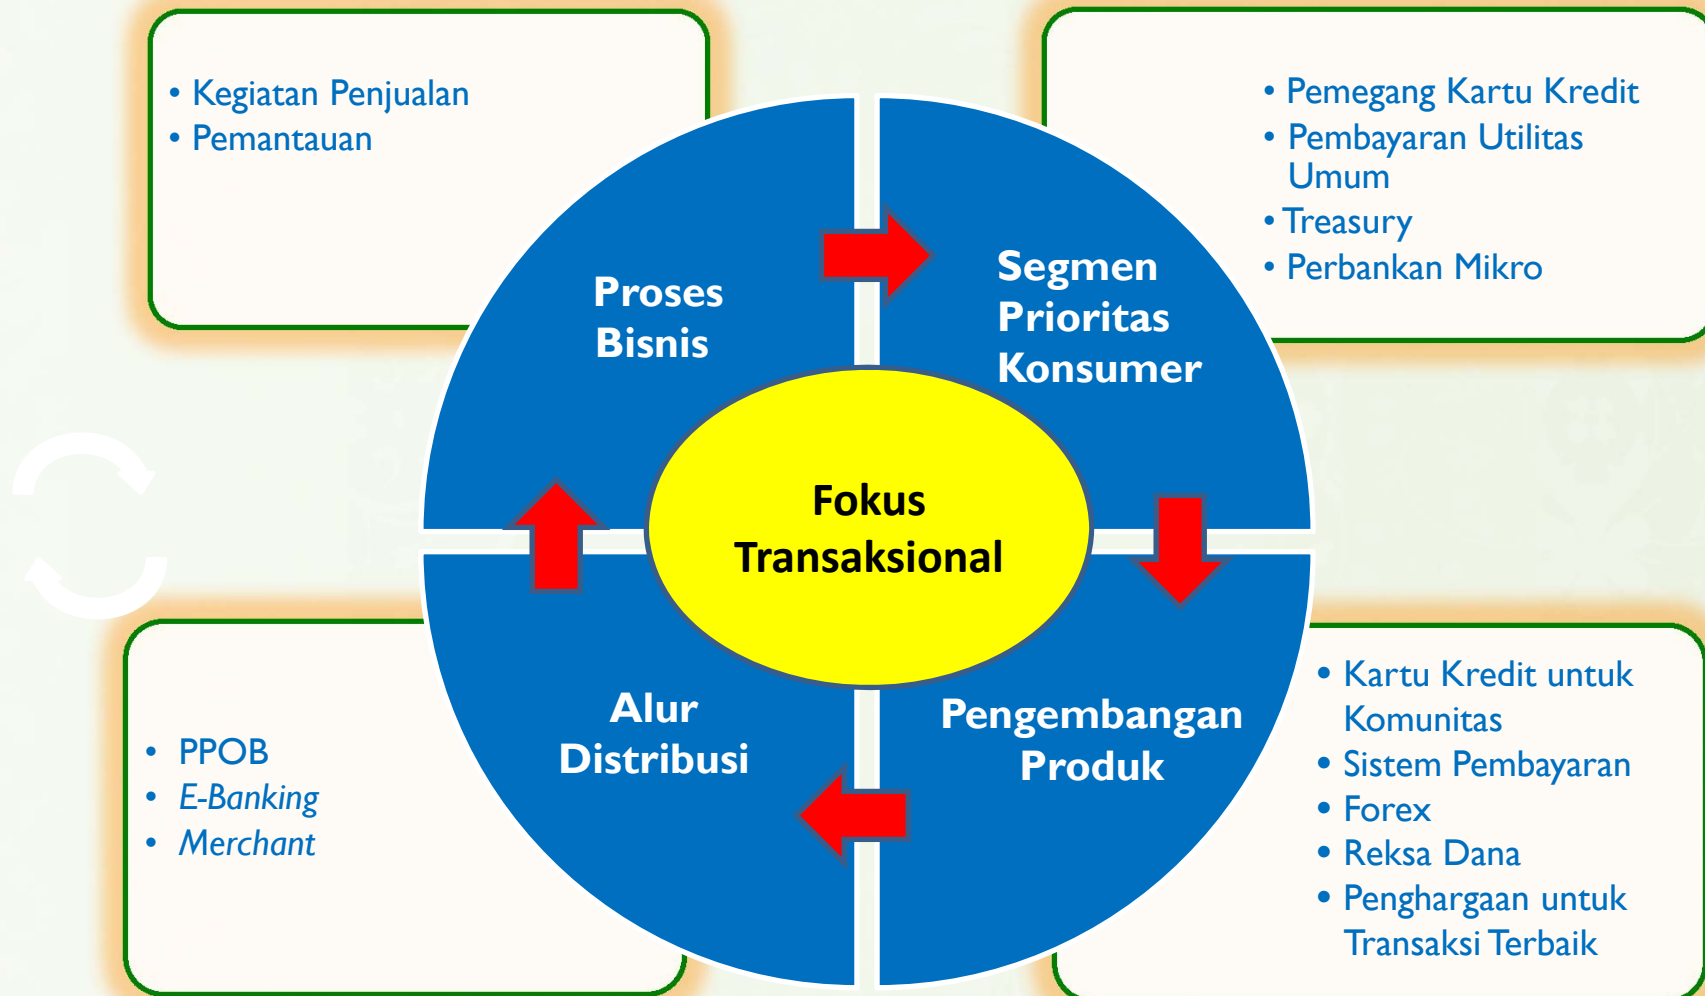 • Kegiatan Penjualan
• Pemantauan
• Pemegang Kartu Kredit
• Pembayaran Utilitas
Umum
• Treasury
• Perbankan Mikro
Proses
Bisnis
Segmen
Prioritas
Konsumer
Fokus
Transaksional
Alur
Distribusi
Pengembangan
Produk
• PPOB
• E-Banking
• Merchant
• Kartu Kredit untuk
Komunitas
• Sistem Pembayaran
• Forex
• Reksa Dana
• Penghargaan untuk
Transaksi Terbaik